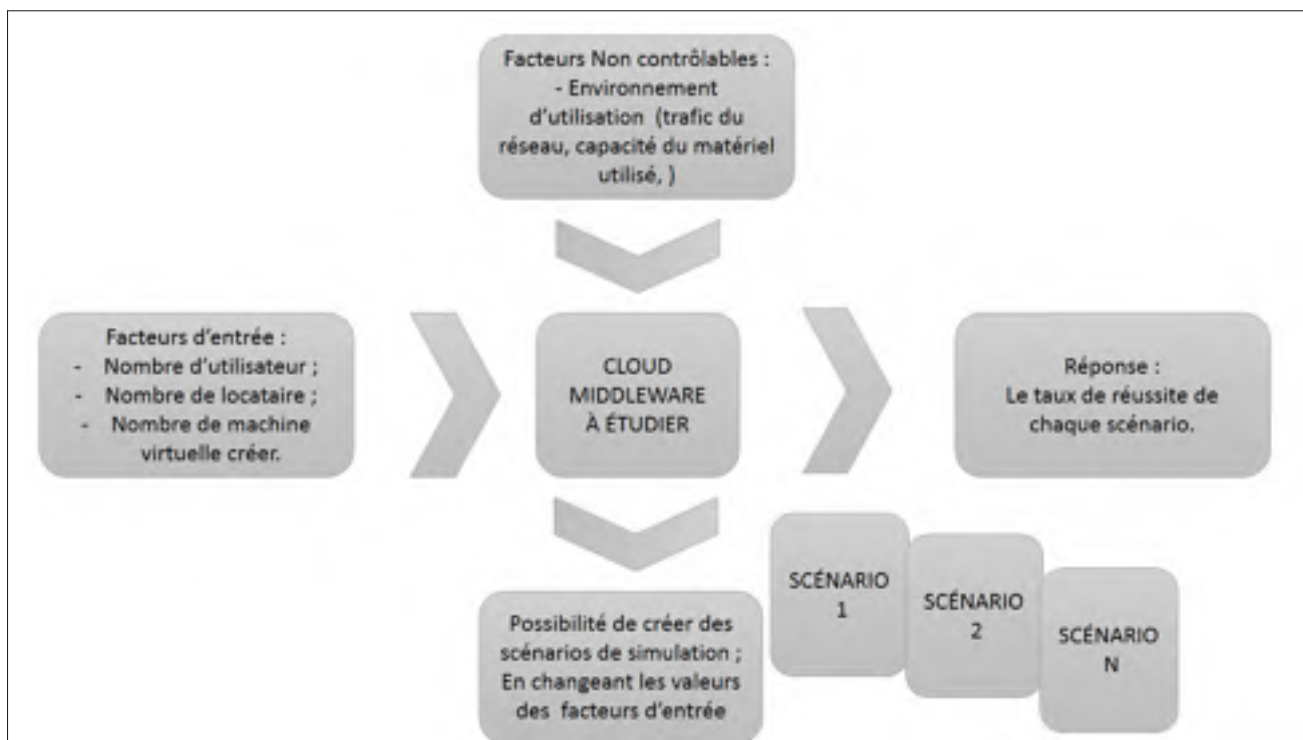 Facteurs Non contrôlables :
- Environnement
d'utilisation (trafic du
réseau, capacité du matériel
utilisé, )
Facteurs d'entrée :
- Nombre d'utilisateur ;
- Nombre de locataire ;
- Nombre de machine
virtuelle créer.
CLOUD
MIDDLEWARE
À ÉTUDIER
Réponse :
Le taux de réussite de
chaque scénario.
Possibilité de créer des
scénarios de simulation ;
En changeant les valeurs
des facteurs d'entrée
SCÉNARIO
1
SCÉNARIO
2
SCÉNARIO
N